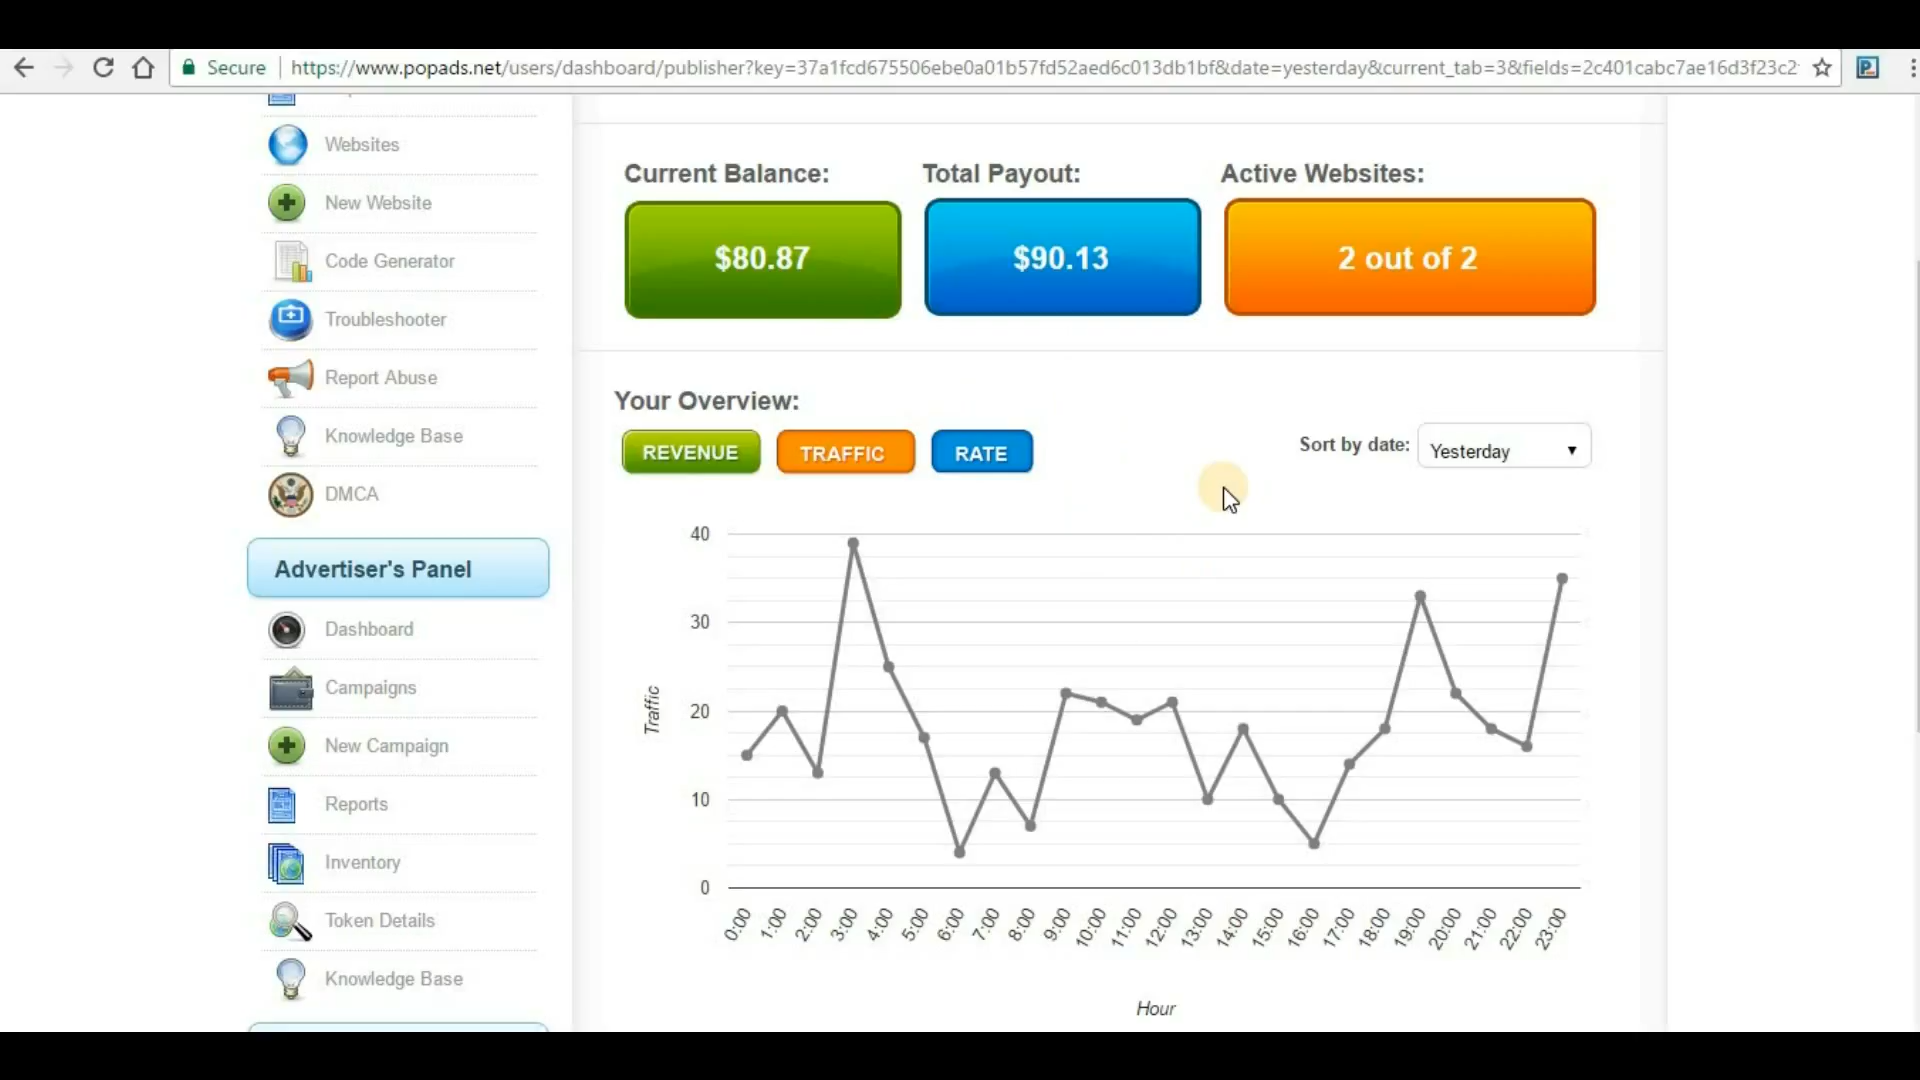 Secure
https://www.popads.net/users/dashboard/publisher?key=37a1fcd675506ebe0a01b57fd52aed6c013db1bf&date=yesterday&current_tab=3&fields=2c401cabc7ae16d3f23c2
Websites
New Website
Code Generator
Troubleshooter
Report Abuse
Knowledge Base
DMCA
Advertiser's Panel
Dashboard
Campaigns
New Campaign
Reports
Inventory
Token Details
Knowledge Base
Current Balance: Total Payout: Active Websites:
$80.87 $90.13 2 out of 2
Your Overview:
REVENUE TRAFFIC RATE
Sort by date: Yesterday
40
30
20
10
0
Traffic
0:00 1:00 2:00 3:00 4:00 5:00 6:00 7:00 8:00 9:00 10:00 11:00 12:00 13:00 14:00 15:00 16:00 17:00 18:00 19:00 20:00 21:00 22:00 23:00
Hour